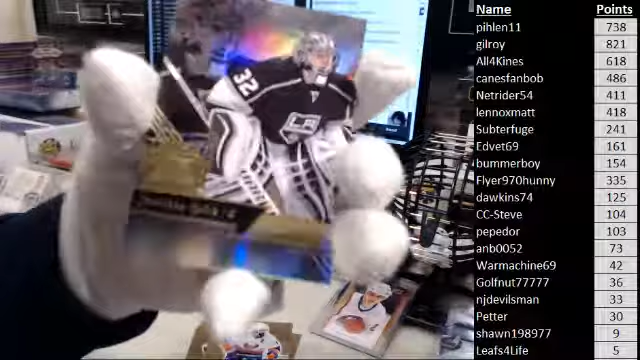 Name Points
pihlen11 738
gilroy 821
All4Kines 618
canesfanbob 486
Netrider54 411
lennoxmatt 418
Subterfuge 241
Edvet69 161
bummerboy 154
Flyer970hunny 335
dawkins74 125
CC-Steve 104
pepedor 103
anb0052 73
Warmachine69 42
Golfnut77777 36
njdevilsman 33
Petter 30
shawn198977 9
Leafs4Life 5
32
LA